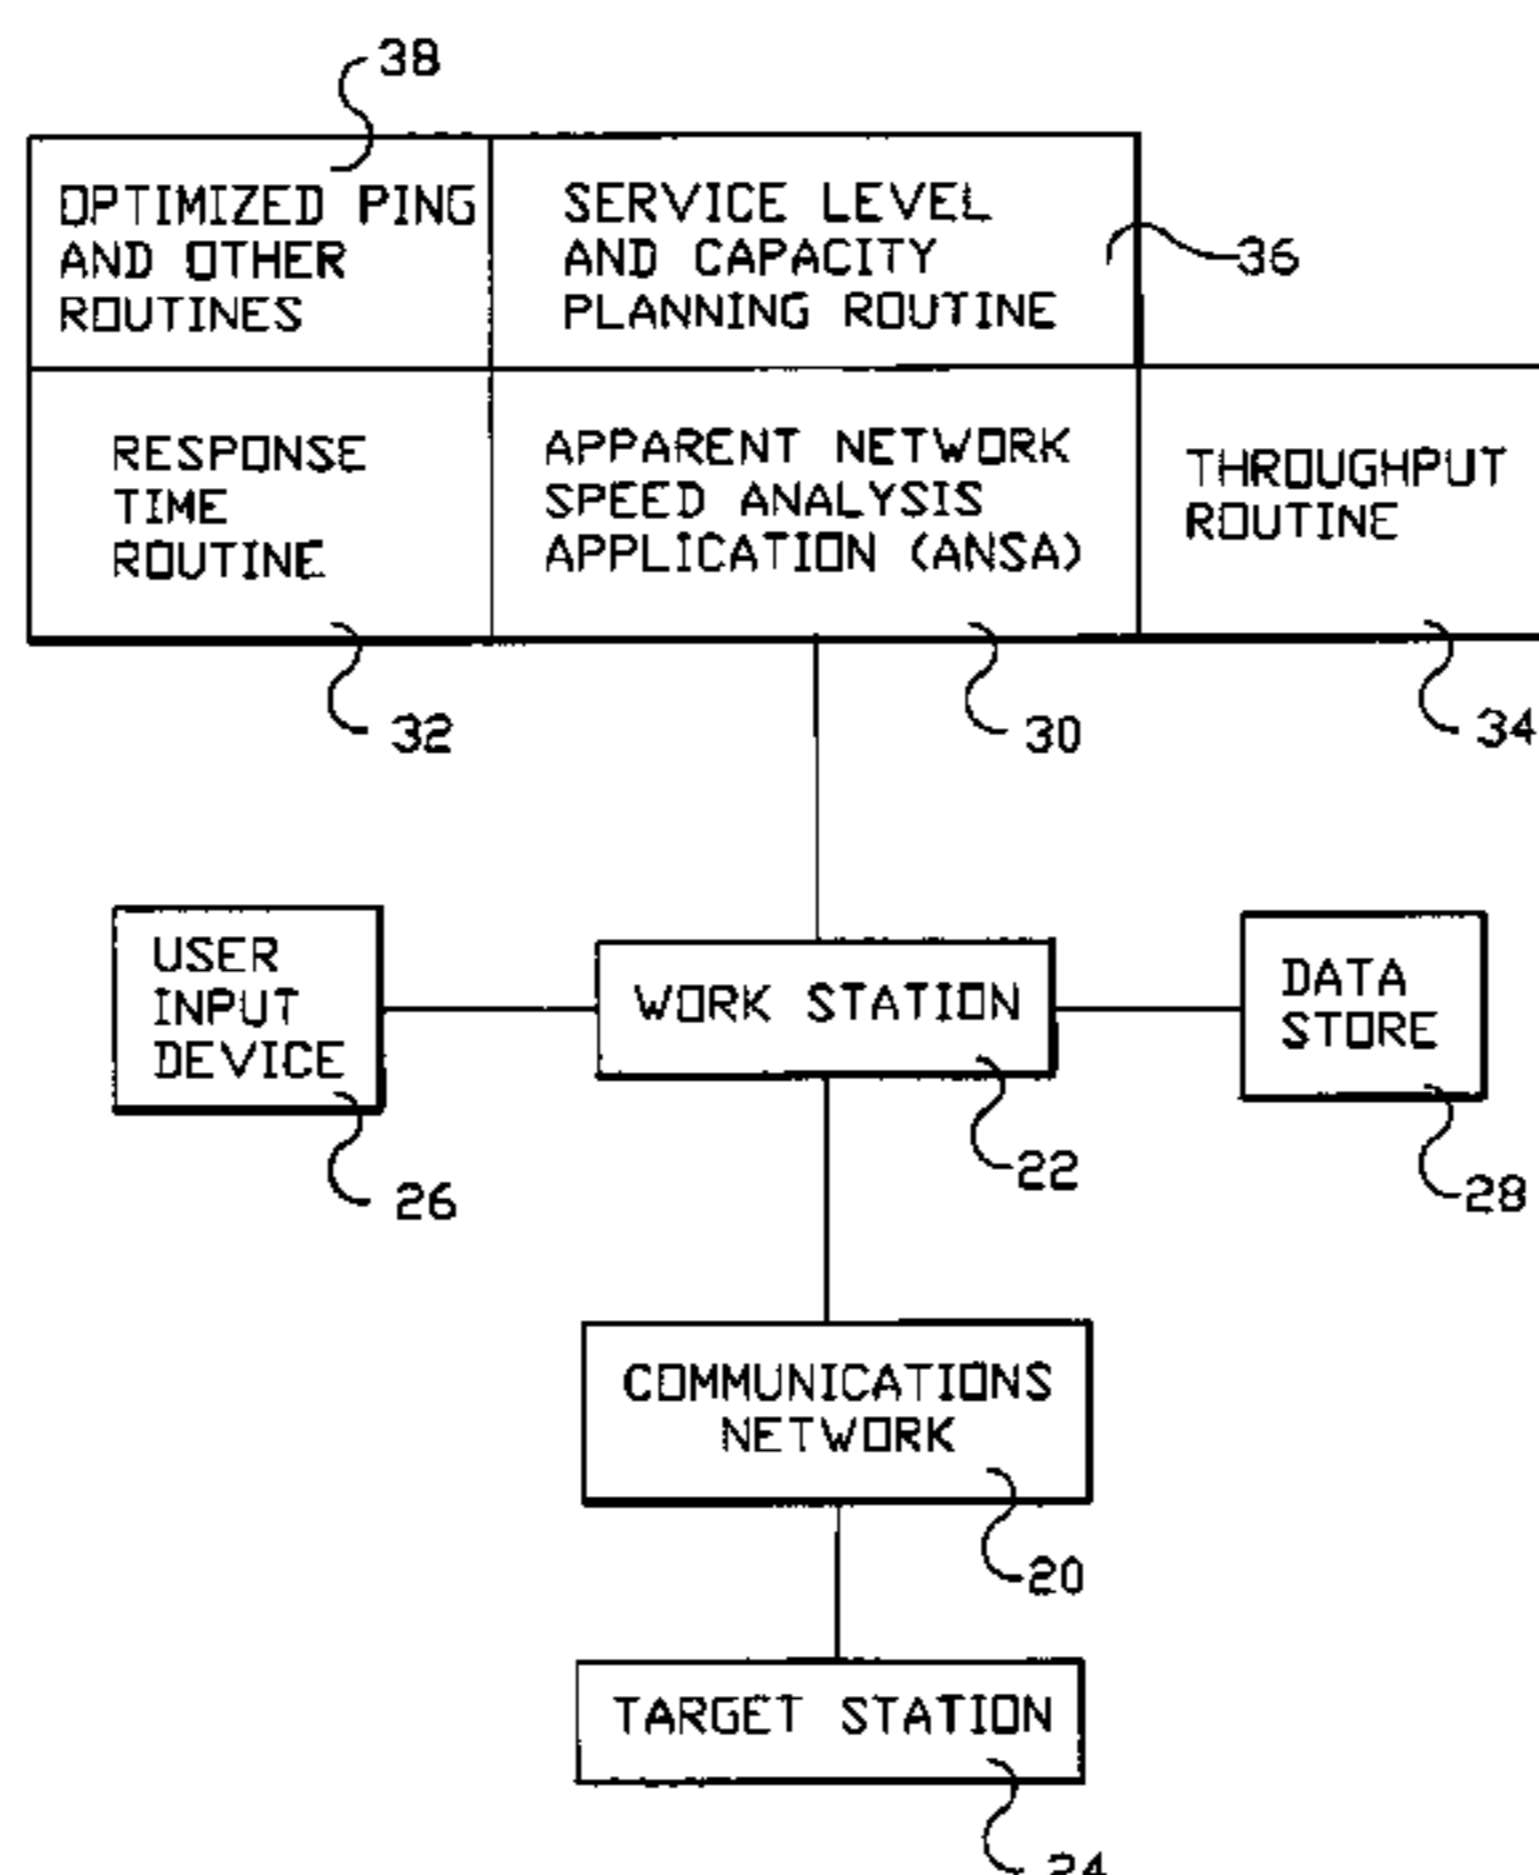 38
OPTIMIZED PING
AND OTHER
ROUTINES
SERVICE LEVEL
AND CAPACITY
PLANNING ROUTINE
36
RESPONSE
TIME
ROUTINE
APPARENT NETWORK
SPEED ANALYSIS
APPLICATION (ANSA)
THROUGHPUT
ROUTINE
32
30
34
USER
INPUT
DEVICE
WORK STATION
DATA
STORE
26
22
28
COMMUNICATIONS
NETWORK
20
TARGET STATION
24